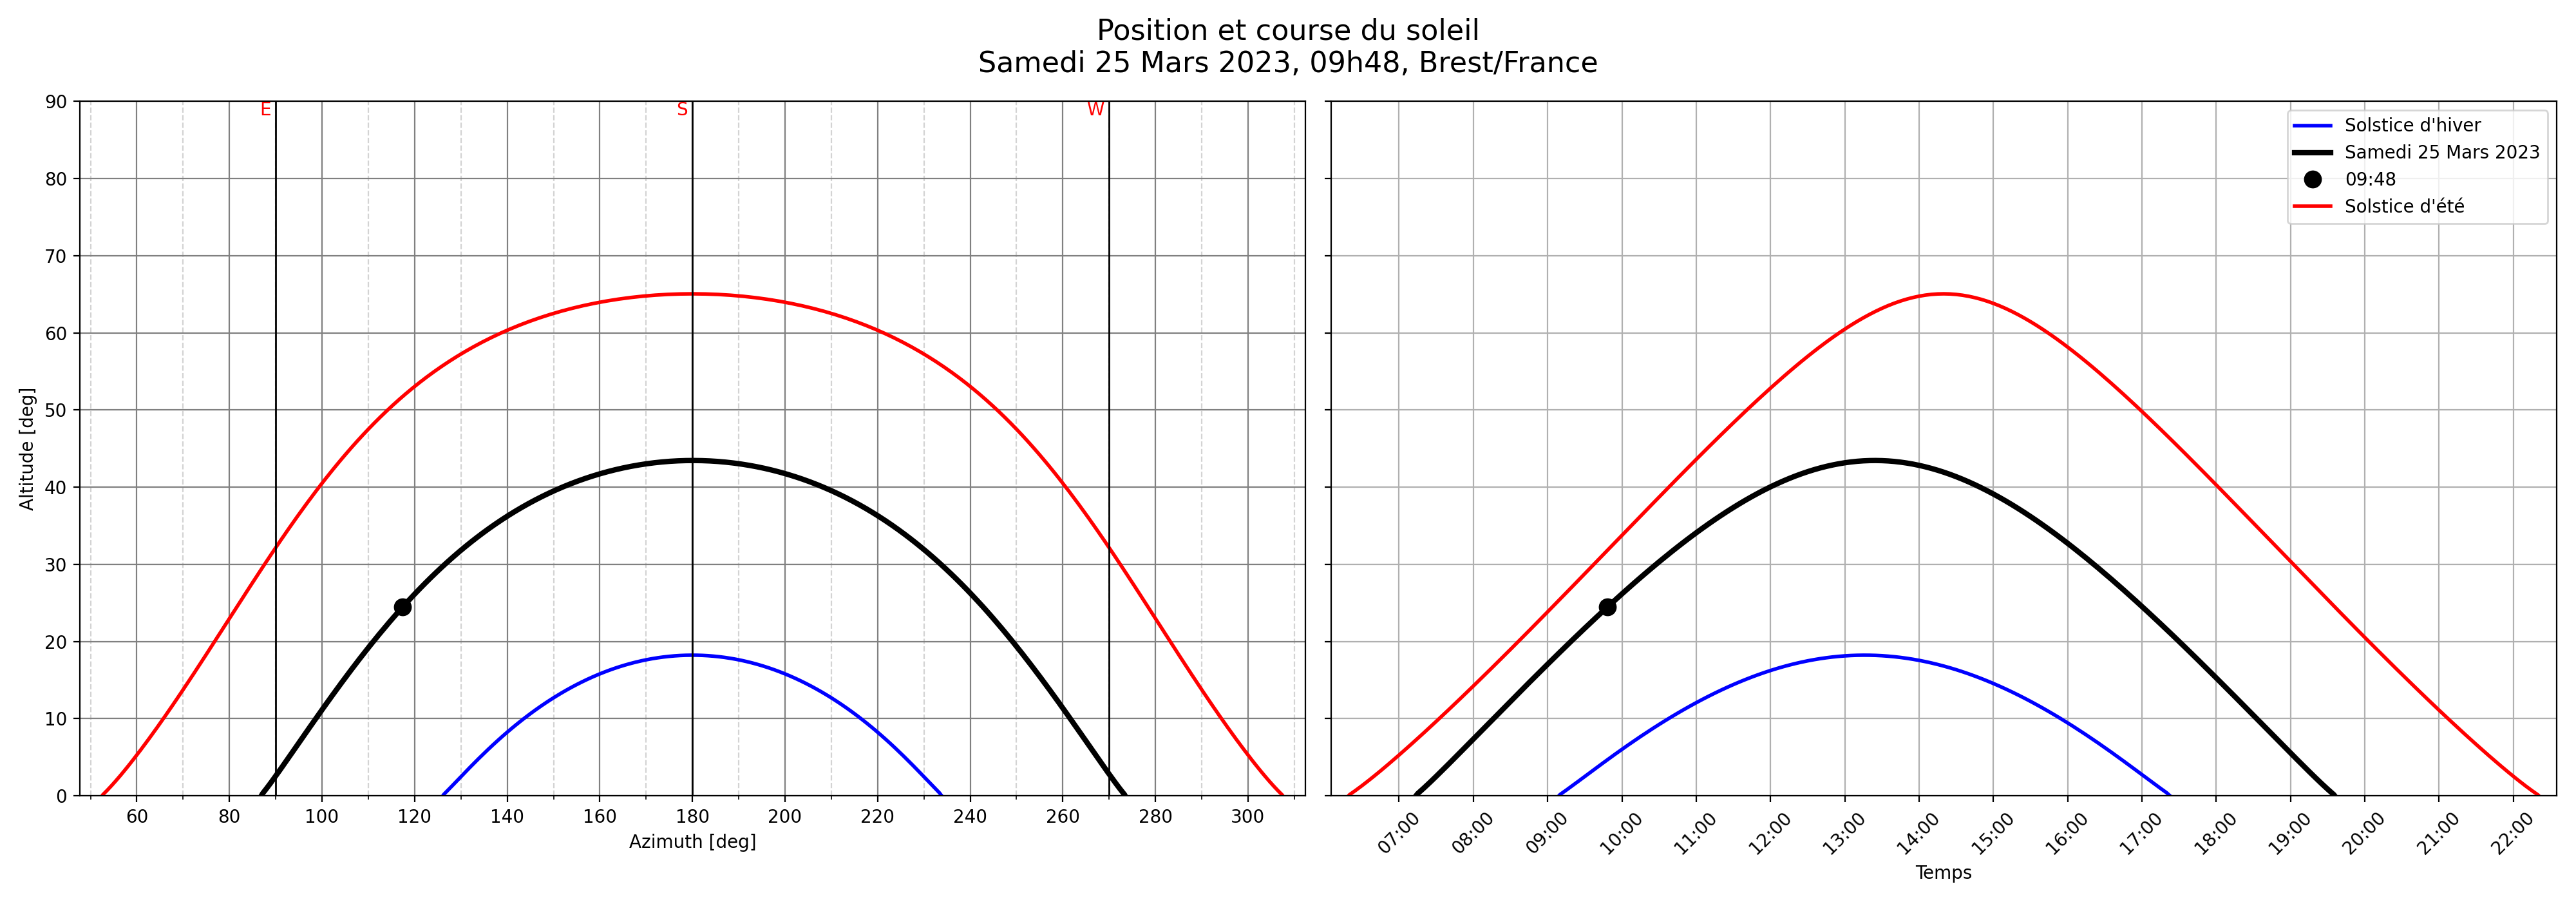 Position et course du soleil
Samedi 25 Mars 2023, 09h48, Brest/France
E
S
W
90
80
70
60
50
40
30
20
10
0
Altitude [deg]
60 80 100 120 140 160 180 200 220 240 260 280 300
Azimuth [deg]
Solstice d'hiver
Samedi 25 Mars 2023
09:48
Solstice d'été
07:00 08:00 09:00 10:00 11:00 12:00 13:00 14:00 15:00 16:00 17:00 18:00 19:00 20:00 21:00 22:00
Temps